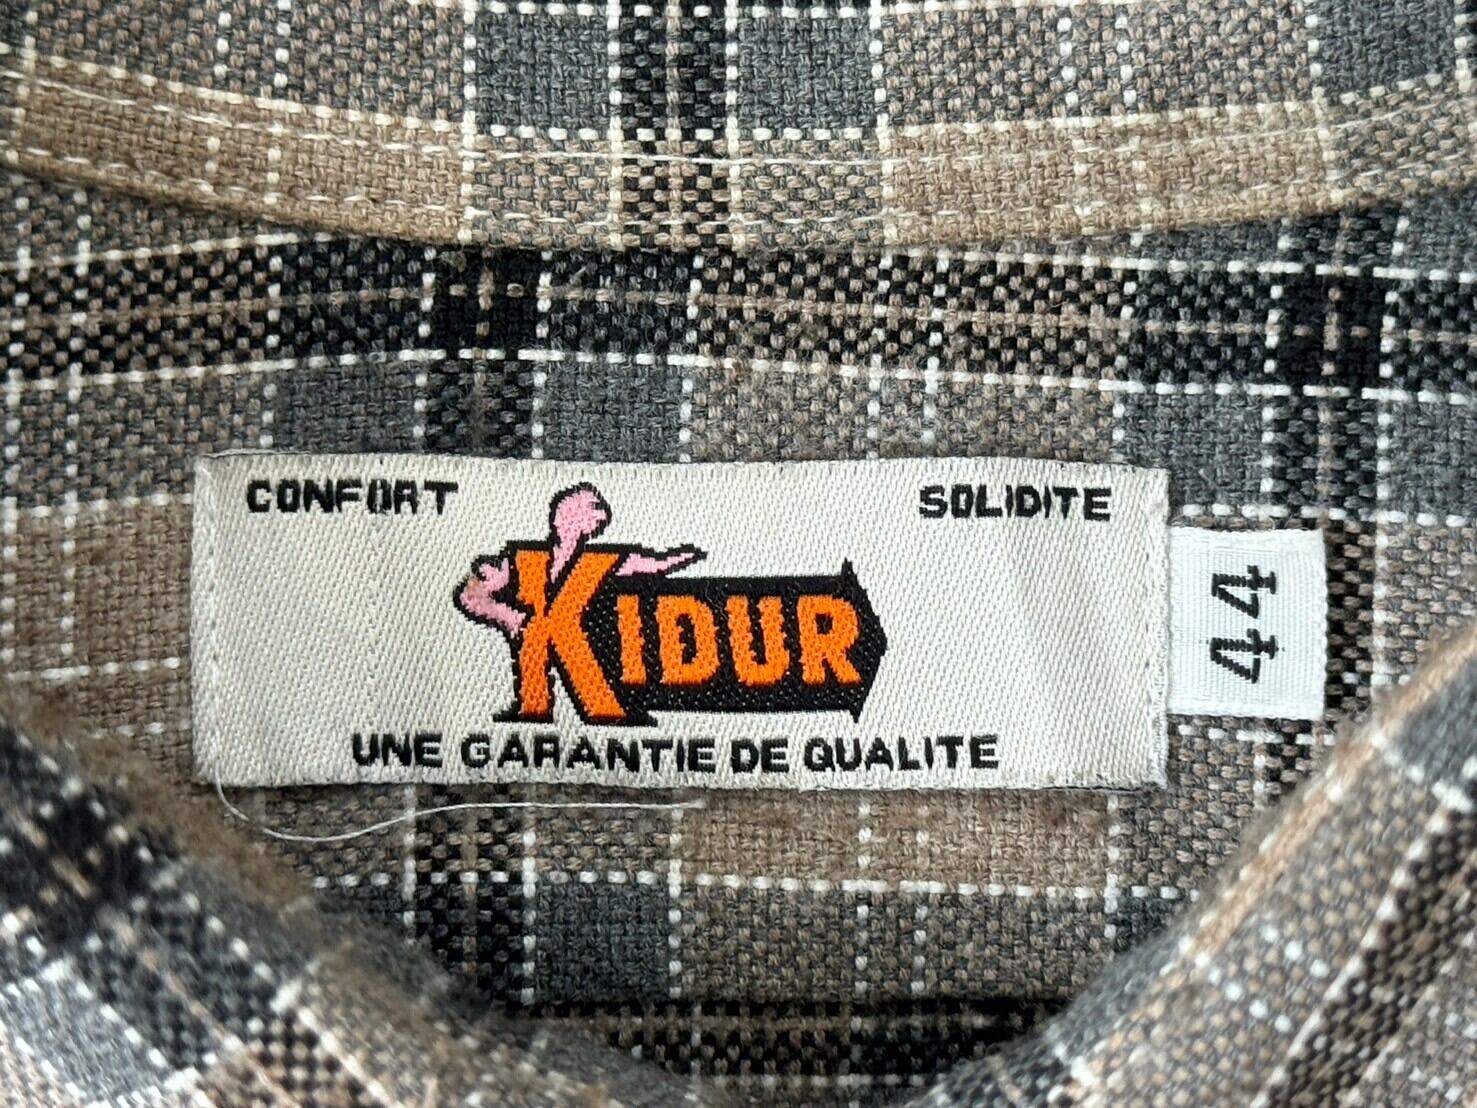 CONFORT
SOLIDITE
KIDUR
UNE GARANTIE DE QUALITE
44